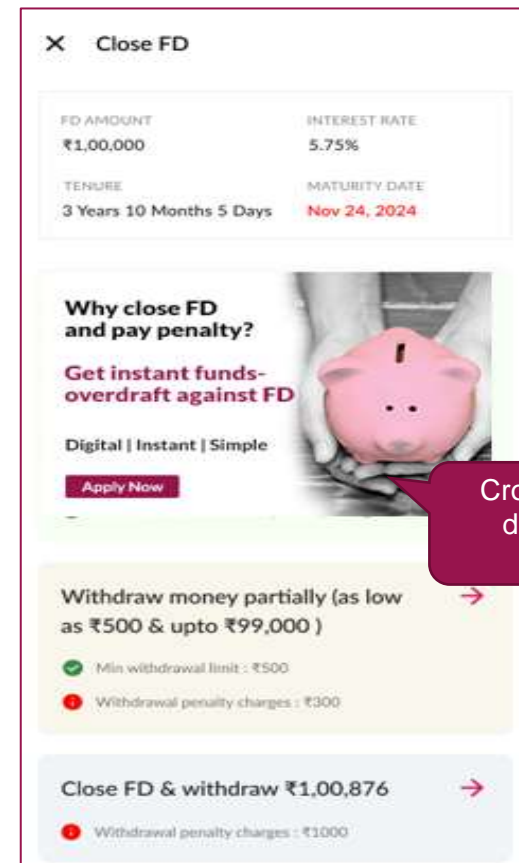 ✕ Close FD
FD AMOUNT INTEREST RATE
₹1,00,000 5.75%
TENURE MATURITY DATE
3 Years 10 Months 5 Days Nov 24, 2024
Why close FD
and pay penalty?
Get instant funds-
overdraft against FD
Digital | Instant | Simple
Apply Now
Withdraw money partially (as low
as ₹500 & upto ₹99,000 )
Min withdrawal limit : ₹500
Withdrawal penalty charges : ₹300
Close FD & withdraw ₹1,00,876
Withdrawal penalty charges : ₹1000